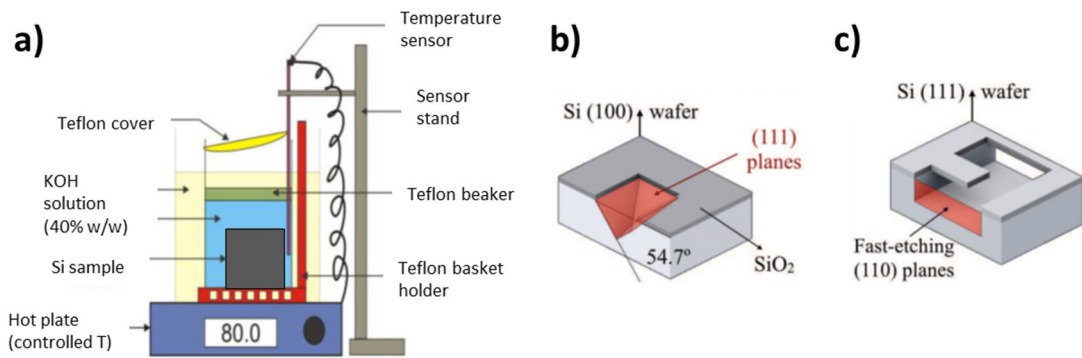 a)
Temperature
sensor
Sensor
stand
Teflon cover
KOH
solution
(40% w/w)
Teflon beaker
Si sample
Teflon basket
holder
Hot plate
(controlled T)
80.0
b)
Si (100) wafer
(111)
planes
54.7º
SiO₂
c)
Si (111) wafer
Fast-etching
(110) planes